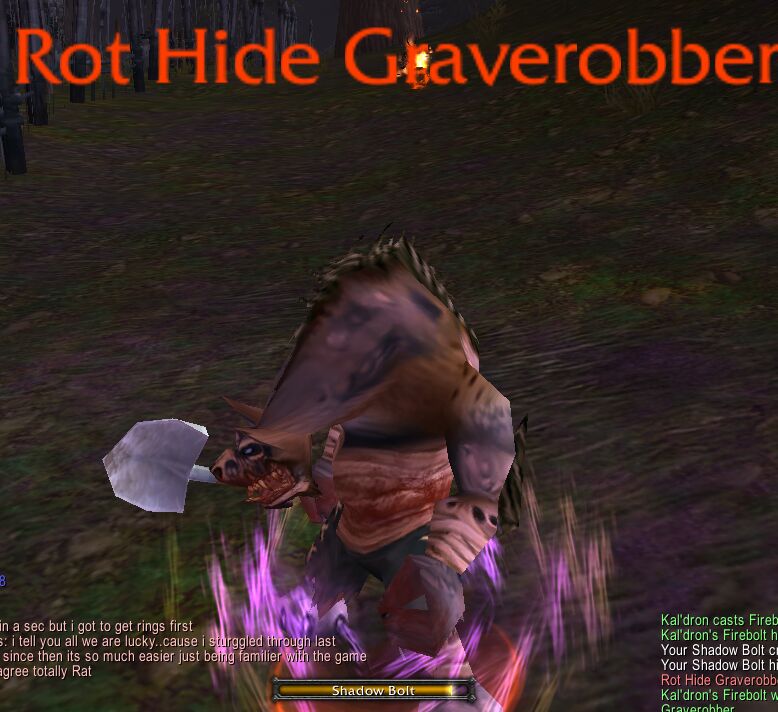 Rot Hide Graverobber
8
in a sec but i got to get rings first
s: i tell you all we are lucky..cause i sturggled through last
since then its so much easier just being familier with the game
agree totally Rat
Shadow Bolt
Kal'dron casts Fireb
Kal'dron's Firebolt h
Your Shadow Bolt cr
Your Shadow Bolt hi
Rot Hide Graverobbe
Kal'dron's Firebolt w
Graverobber